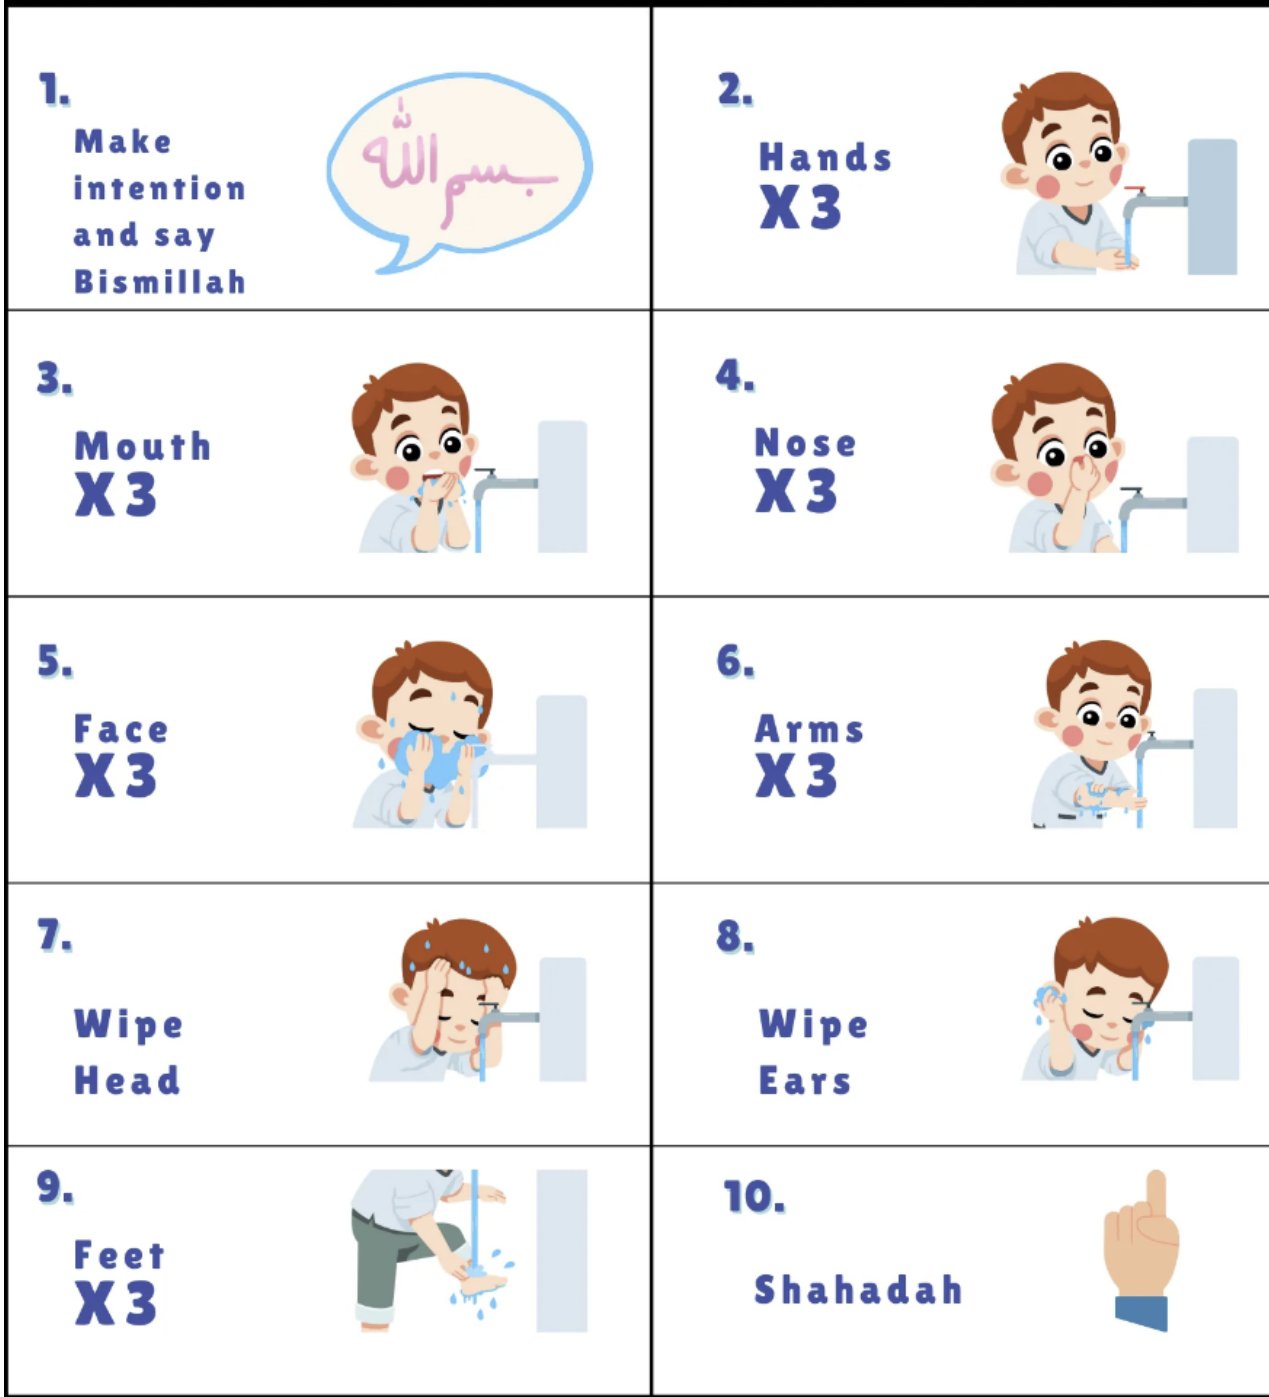 1.
Make
intention
and say
Bismillah
بسم الله
2.
Hands
X3
3.
Mouth
X3
4.
Nose
X3
5.
Face
X3
6.
Arms
X3
7.
Wipe
Head
8.
Wipe
Ears
9.
Feet
X3
10.
Shahadah